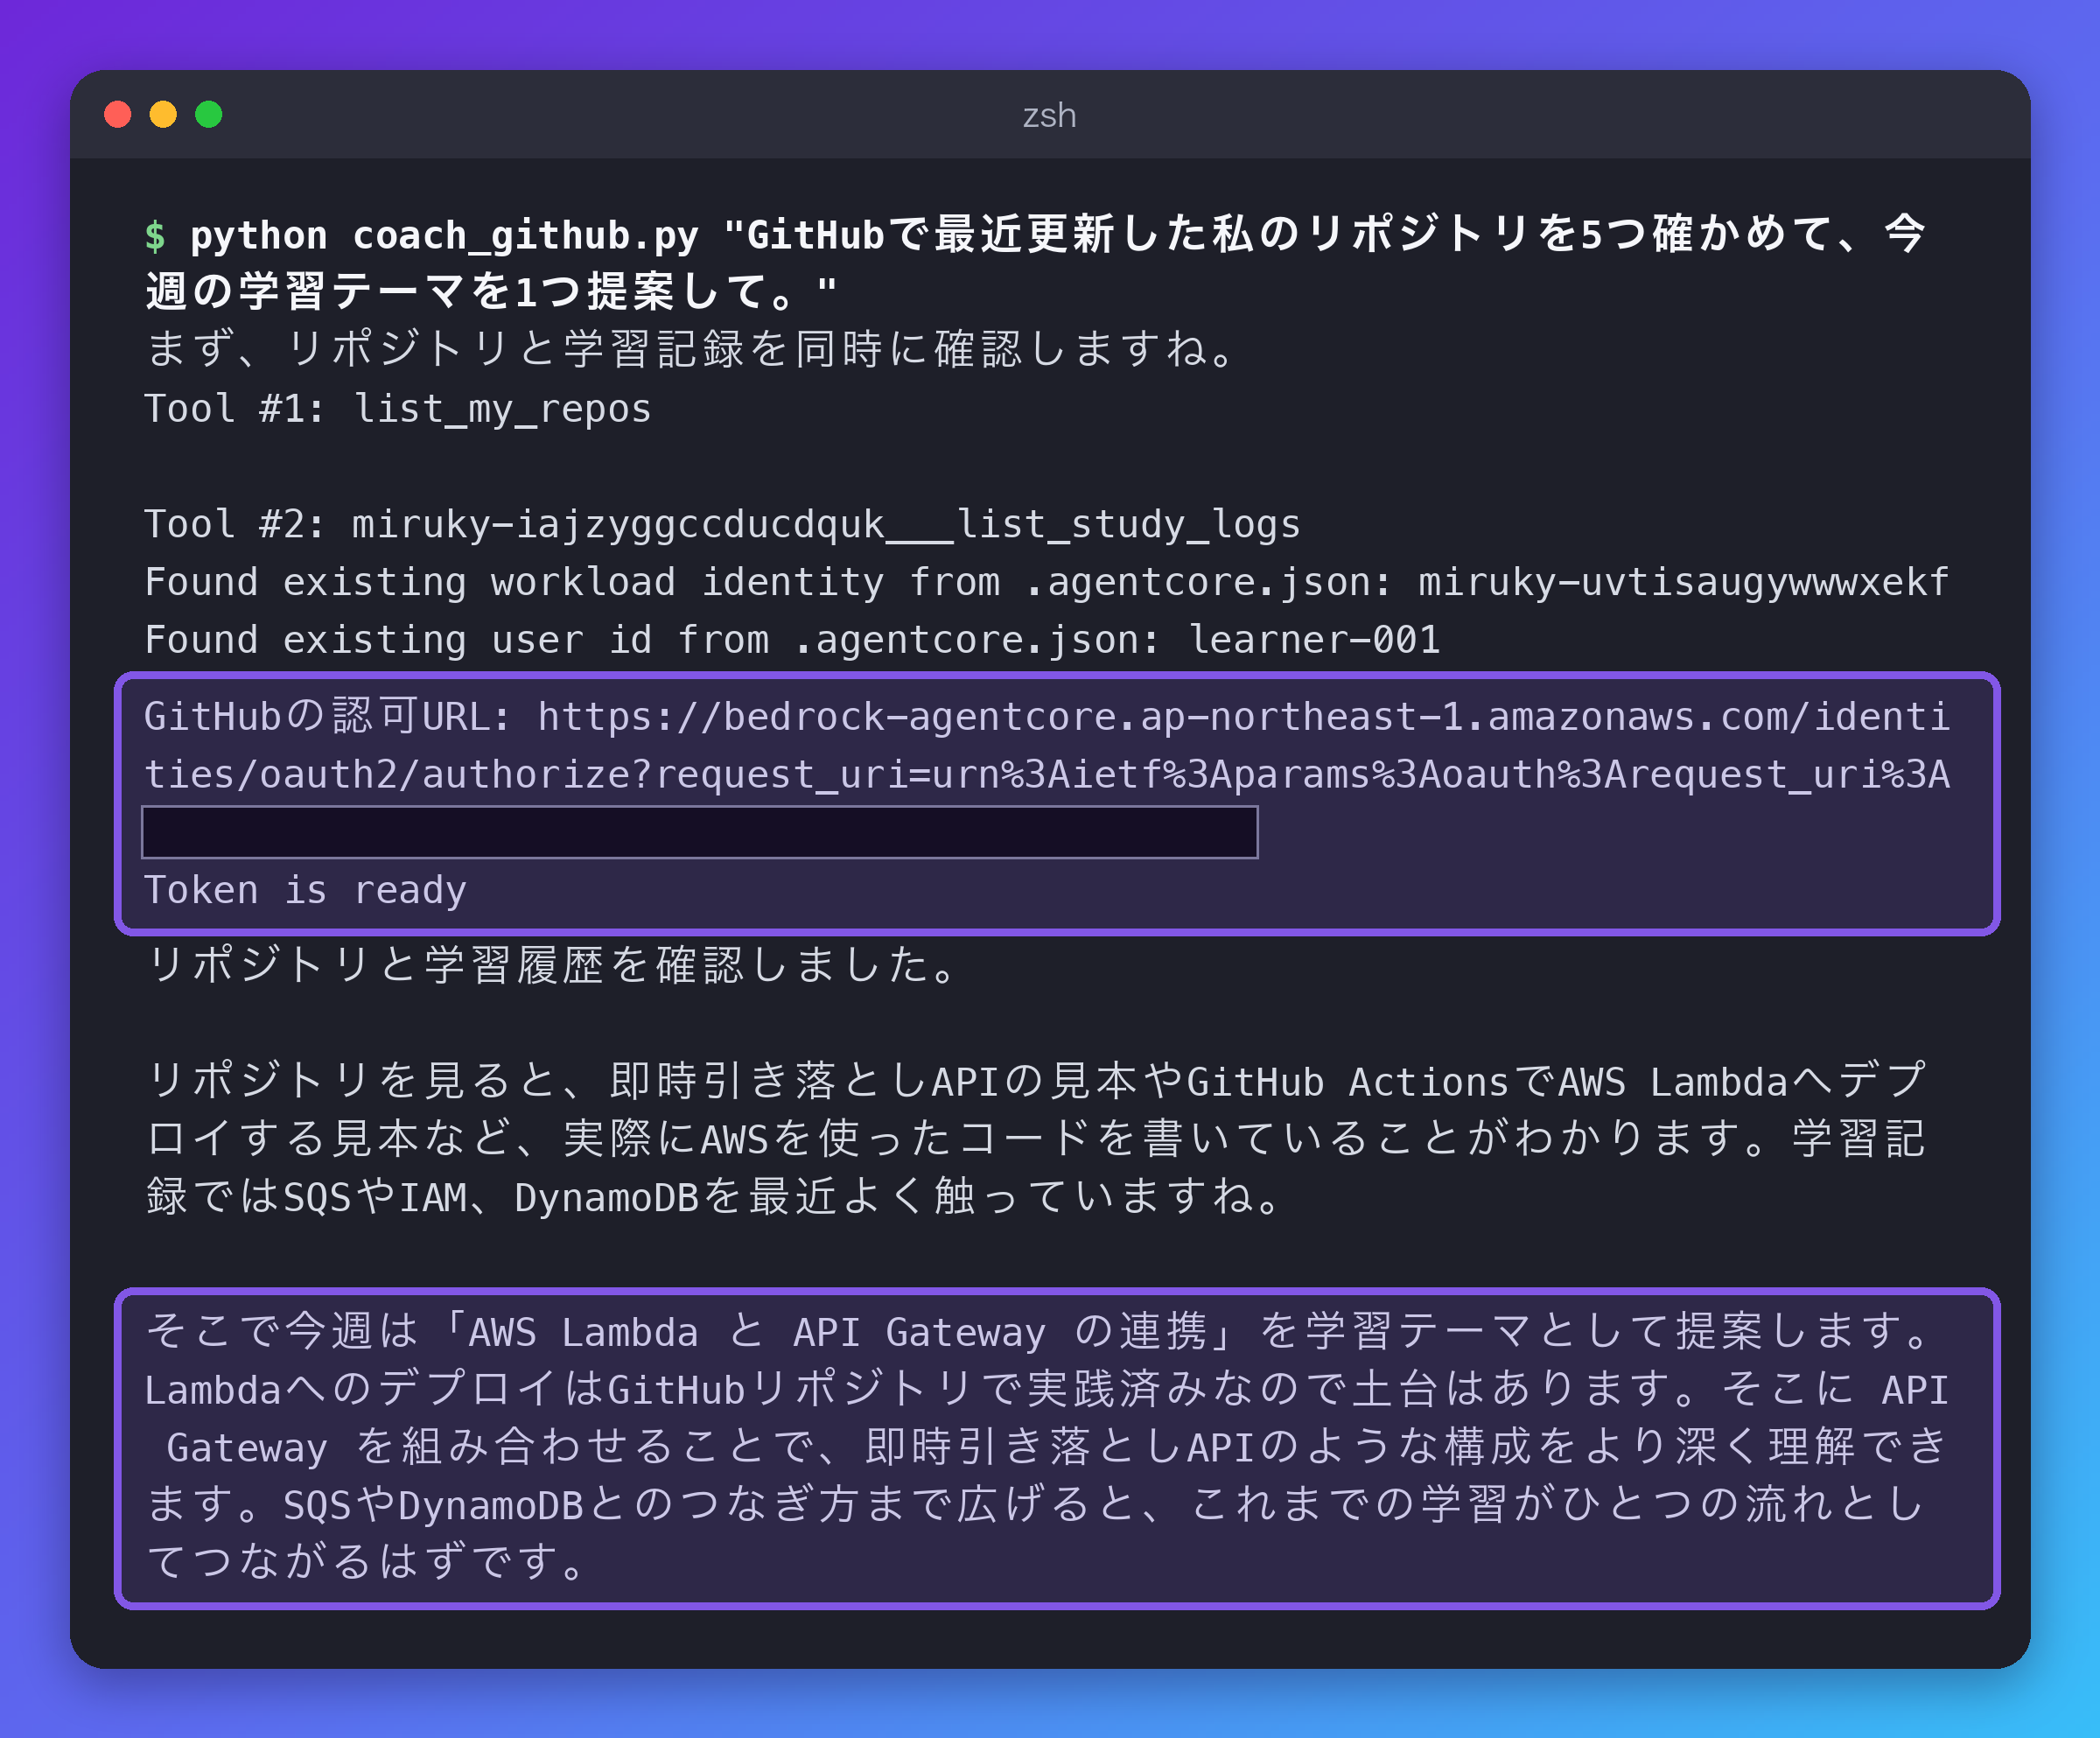 zsh
$ python coach_github.py "GitHubで最近更新した私のリポジトリを5つ確かめて、今
週の学習テーマを1つ提案して。"
まず、リポジトリと学習記録を同時に確認しますね。
Tool #1: list_my_repos
Tool #2: miruky-iajzyggccducdquk___list_study_logs
Found existing workload identity from .agentcore.json: miruky-uvtisaugywwwxekf
Found existing user id from .agentcore.json: learner-001
GitHubの認可URL: https://bedrock-agentcore.ap-northeast-1.amazonaws.com/identi
ties/oauth2/authorize?request_uri=urn%3Aietf%3Aparams%3Aoauth%3Arequest_uri%3A
Token is ready
リポジトリと学習履歴を確認しました。
リポジトリを見ると、即時引き落としAPIの見本やGitHub ActionsでAWS Lambdaへデプ
ロイする見本など、実際にAWSを使ったコードを書いていることがわかります。学習記
録ではSQSやIAM、DynamoDBを最近よく触っていますね。
そこで今週は「AWS Lambda と API Gateway の連携」を学習テーマとして提案します。
LambdaへのデプロイはGitHubリポジトリで実践済みなので土台はあります。そこに API
Gateway を組み合わせることで、即時引き落としAPIのような構成をより深く理解でき
ます。SQSやDynamoDBとのつなぎ方まで広げると、これまでの学習がひとつの流れとし
てつながるはずです。